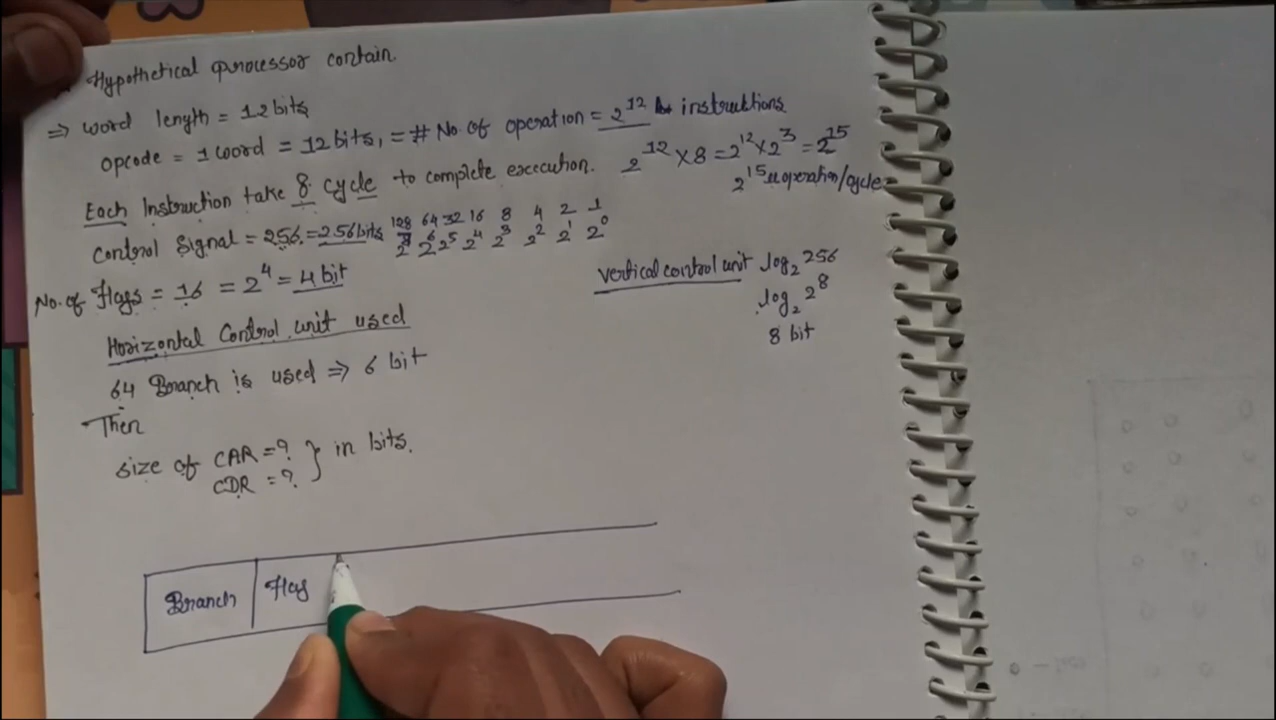 Hypothetical processor contain
⇒ word length = 12 bits
opcode = 1 word = 12 bits, = # No. of operation = 2^12 instructions
Each Instruction take 8 cycle to complete execution. 2^12 × 8 = 2^12 × 2^3 = 2^15
2^15 μoperation/cycle
128 64 32 16 8 4 2 1
Control Signal = 256 = 256 bits 2^7 2^6 2^5 2^4 2^3 2^2 2^1 2^0
No. of Flags = 16 = 2^4 = 4 bit
Vertical control unit log₂ 256
log₂ 2^8
8 bit
Horizontal Control unit used
64 Branch is used ⇒ 6 bit
Then
size of CAR = ? } in bits.
CDR = ?
Branch Flag